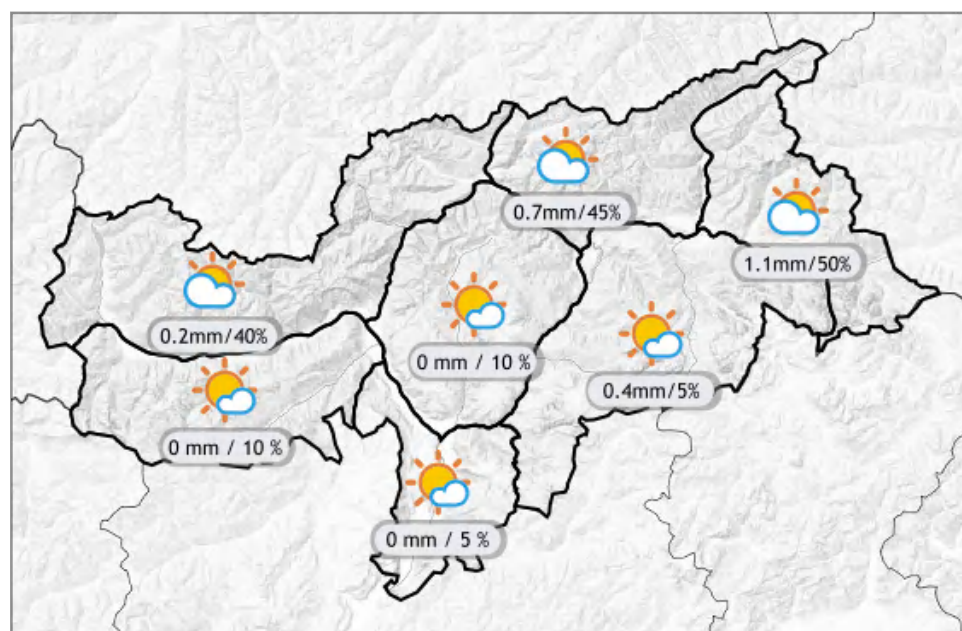 0.7mm/45%
1.1mm/50%
0.2mm/40%
0 mm / 10 %
0.4mm/5%
0 mm / 10 %
0 mm / 5 %